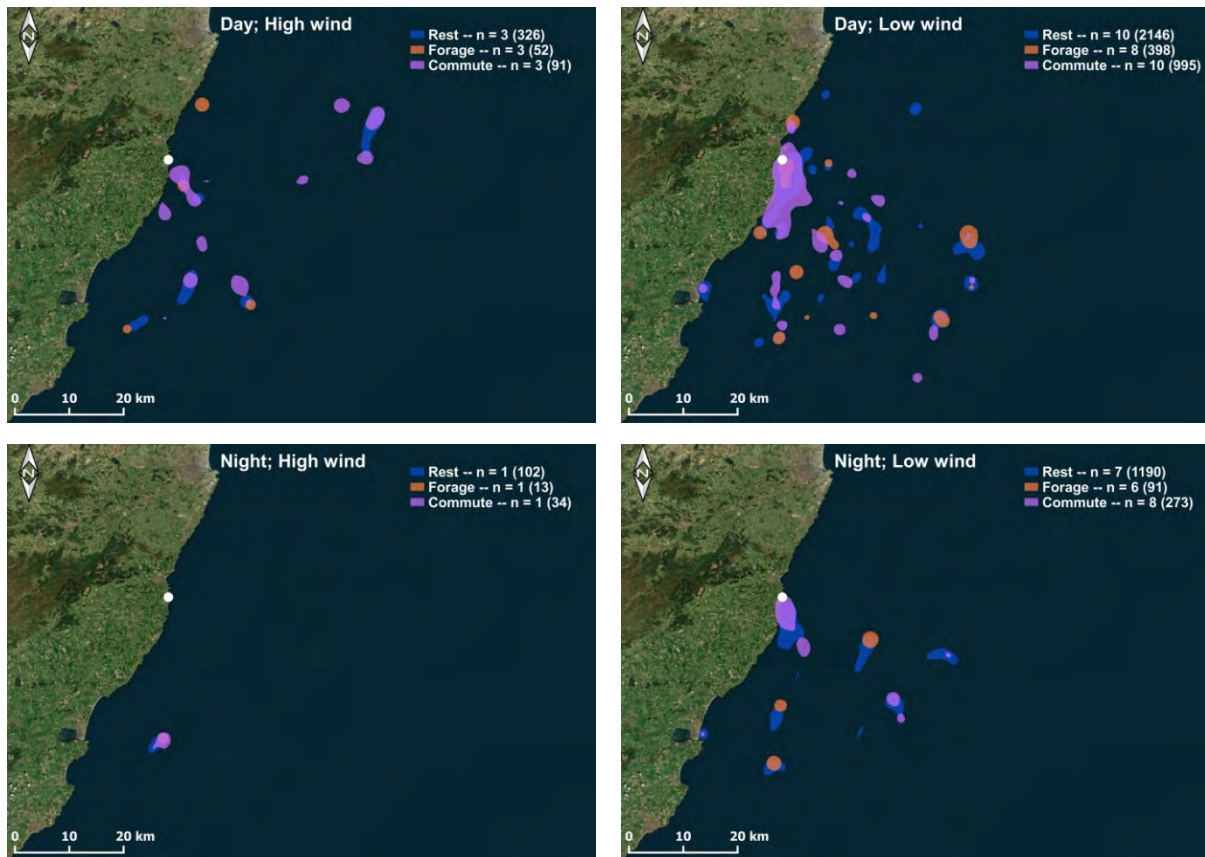 Day; High wind
Rest -- n = 3 (326)
Forage -- n = 3 (52)
Commute -- n = 3 (91)
N
0 10 20 km
Day; Low wind
Rest -- n = 10 (2146)
Forage -- n = 8 (398)
Commute -- n = 10 (995)
N
0 10 20 km
Night; High wind
Rest -- n = 1 (102)
Forage -- n = 1 (13)
Commute -- n = 1 (34)
N
0 10 20 km
Night; Low wind
Rest -- n = 7 (1190)
Forage -- n = 6 (91)
Commute -- n = 8 (273)
N
0 10 20 km